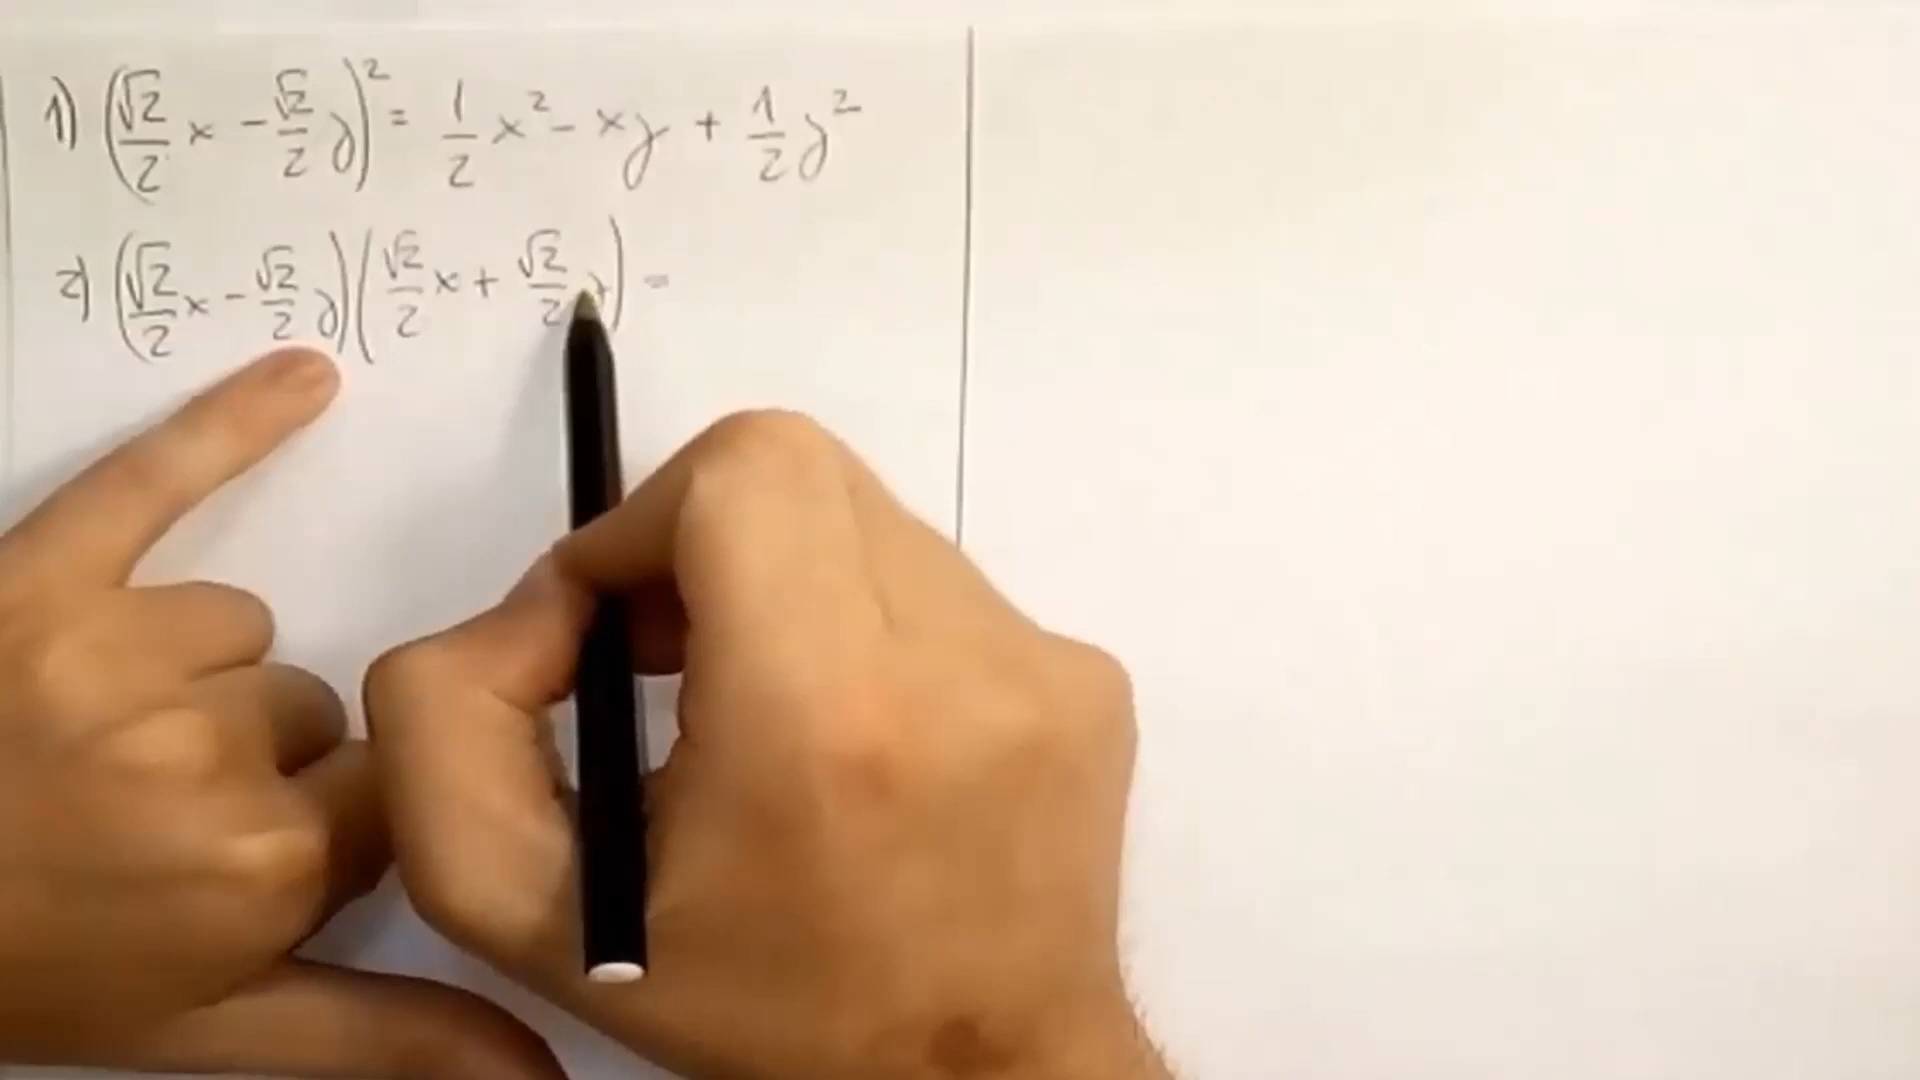 1) (√2/2 x - √2/2 y)² = 1/2 x² - xy + 1/2 y²
2) (√2/2 x - √2/2 y)(√2/2 x + √2/2 y) =